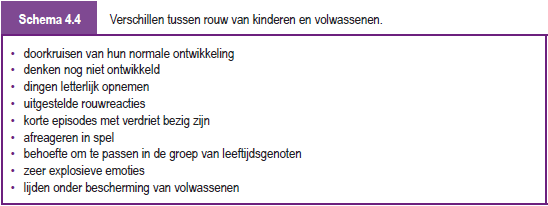 Schema 4.4 Verschillen tussen rouw van kinderen en volwassenen.
• doorkruisen van hun normale ontwikkeling
• denken nog niet ontwikkeld
• dingen letterlijk opnemen
• uitgestelde rouwreacties
• korte episodes met verdriet bezig zijn
• afreageren in spel
• behoefte om te passen in de groep van leeftijdsgenoten
• zeer explosieve emoties
• lijden onder bescherming van volwassenen